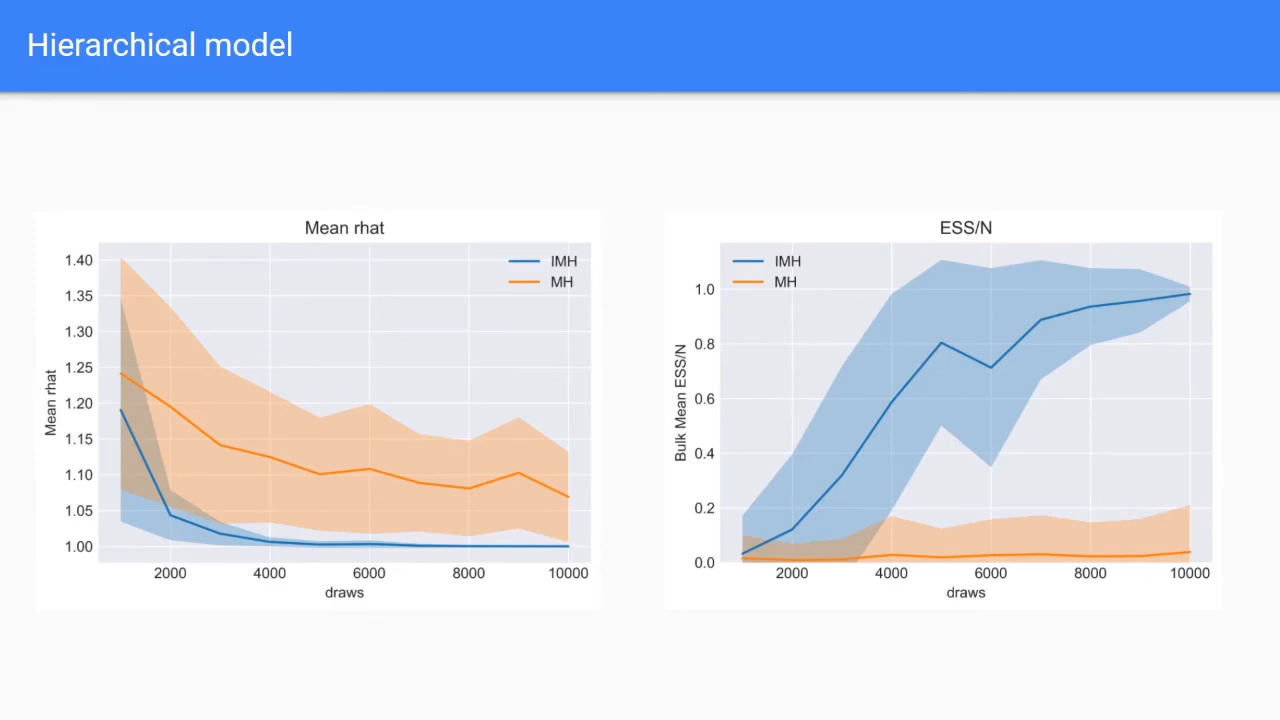 Hierarchical model
Mean rhat
IMH
MH
1.40
1.35
1.30
1.25
1.20
1.15
1.10
1.05
1.00
Mean rhat
2000 4000 6000 8000 10000
draws
ESS/N
IMH
MH
1.0
0.8
0.6
0.4
0.2
0.0
Bulk Mean ESS/N
2000 4000 6000 8000 10000
draws